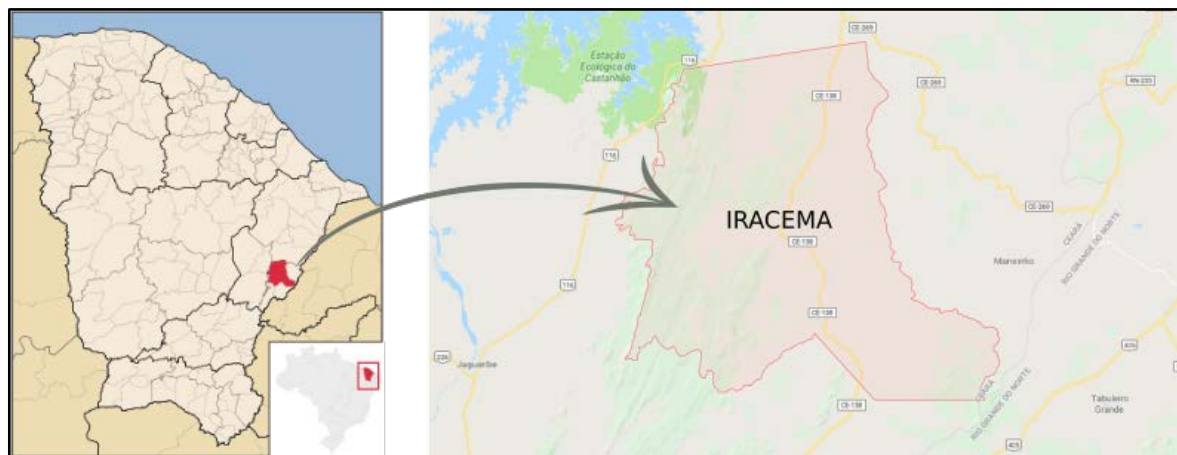 CE-269
Estação
Ecológica do
Castanhão
116
CE-269
RN-233
CE-138
116
CE-269
IRACEMA
CEARÁ
RIO GRANDE DO NORTE
CE-138
116
CE-138
226
Jaguaribe
405
CEARÁ
RIO GRANDE DO NORTE
Tabuleiro
Grande
CE-138
405